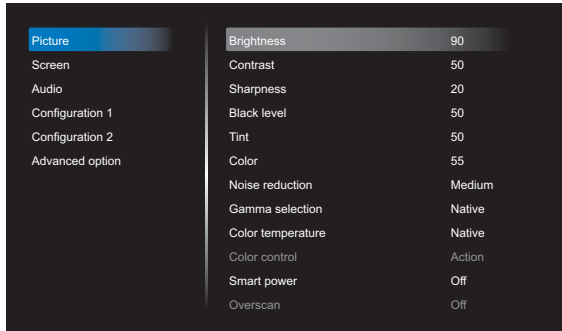 Picture
Screen
Audio
Configuration 1
Configuration 2
Advanced option
Brightness 90
Contrast 50
Sharpness 20
Black level 50
Tint 50
Color 55
Noise reduction Medium
Gamma selection Native
Color temperature Native
Color control Action
Smart power Off
Overscan Off